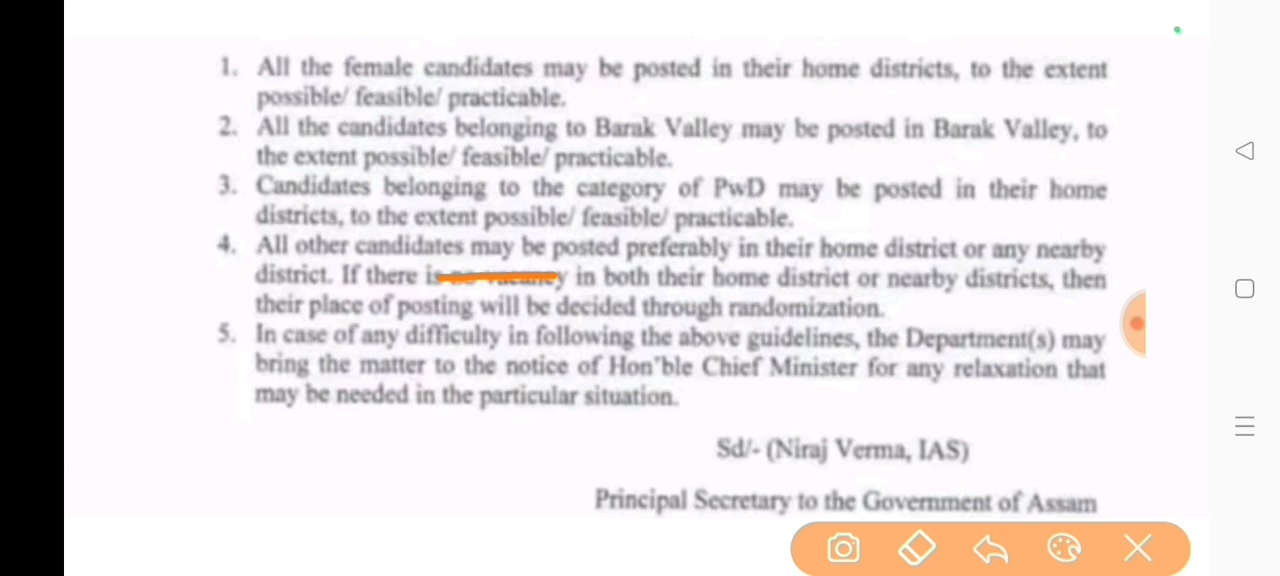 1. All the female candidates may be posted in their home districts, to the extent
possible/ feasible/ practicable.
2. All the candidates belonging to Barak Valley may be posted in Barak Valley, to
the extent possible/ feasible/ practicable.
3. Candidates belonging to the category of PwD may be posted in their home
districts, to the extent possible/ feasible/ practicable.
4. All other candidates may be posted preferably in their home district or any nearby
district. If there is no vacancy in both their home district or nearby districts, then
their place of posting will be decided through randomization.
5. In case of any difficulty in following the above guidelines, the Department(s) may
bring the matter to the notice of Hon'ble Chief Minister for any relaxation that
may be needed in the particular situation.
Sd/- (Niraj Verma, IAS)
Principal Secretary to the Government of Assam